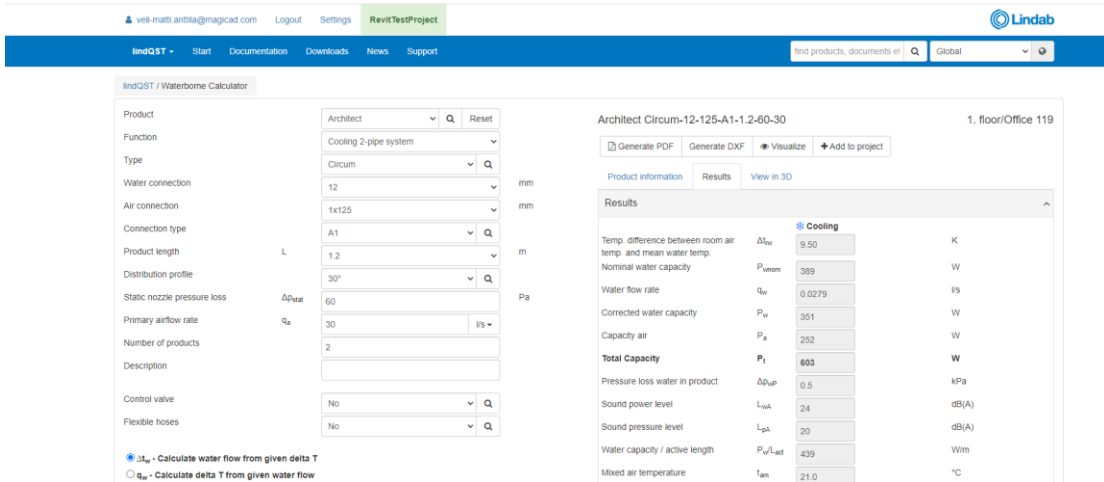 veli-matti.anttila@magicad.com Logout Settings RevitTestProject
Lindab
lindQST Start Documentation Downloads News Support
find products, documents et
Global
lindQST / Waterborne Calculator
Product Architect Reset
Function Cooling 2-pipe system
Type Circum
Water connection 12 mm
Air connection 1x125 mm
Connection type A1
Product length L 1.2 m
Distribution profile 30°
Static nozzle pressure loss Δpstat 60 Pa
Primary airflow rate qa 30 l/s
Number of products 2
Description
Control valve No
Flexible hoses No
Δtw - Calculate water flow from given delta T
qw - Calculate delta T from given water flow
Architect Circum-12-125-A1-1.2-60-30 1. floor/Office 119
Generate PDF Generate DXF Visualize Add to project
Product information Results View in 3D
Results
Cooling
Temp. difference between room air Δtrw 9.50 K
temp. and mean water temp.
Nominal water capacity Pwnom 389 W
Water flow rate qw 0.0279 l/s
Corrected water capacity Pw 351 W
Capacity air Pa 252 W
Total Capacity Pt 603 W
Pressure loss water in product ΔpwP 0.5 kPa
Sound power level LwA 24 dB(A)
Sound pressure level LpA 20 dB(A)
Water capacity / active length Pw/Lact 439 W/m
Mixed air temperature tam 21.0 °C